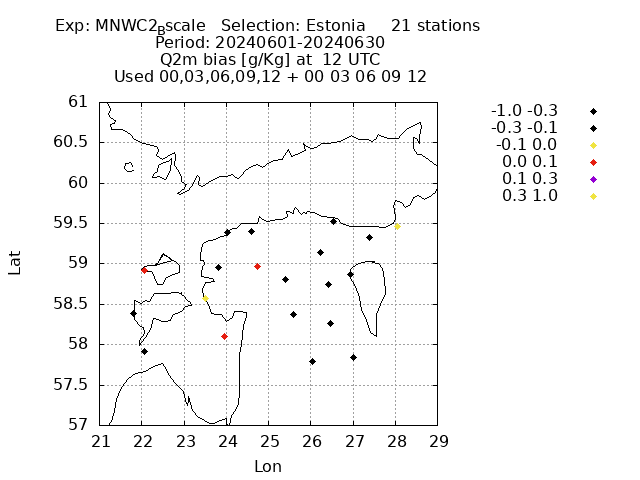 Exp: MNWC2_Bscale   Selection: Estonia     21 stations
Period: 20240601-20240630
Q2m bias [g/Kg] at  12 UTC
Used 00,03,06,09,12 + 00 03 06 09 12
-1.0 -0.3
-0.3 -0.1
-0.1 0.0
0.0 0.1
0.1 0.3
0.3 1.0
61
60.5
60
59.5
59
58.5
58
57.5
57
Lat
21 22 23 24 25 26 27 28 29
Lon